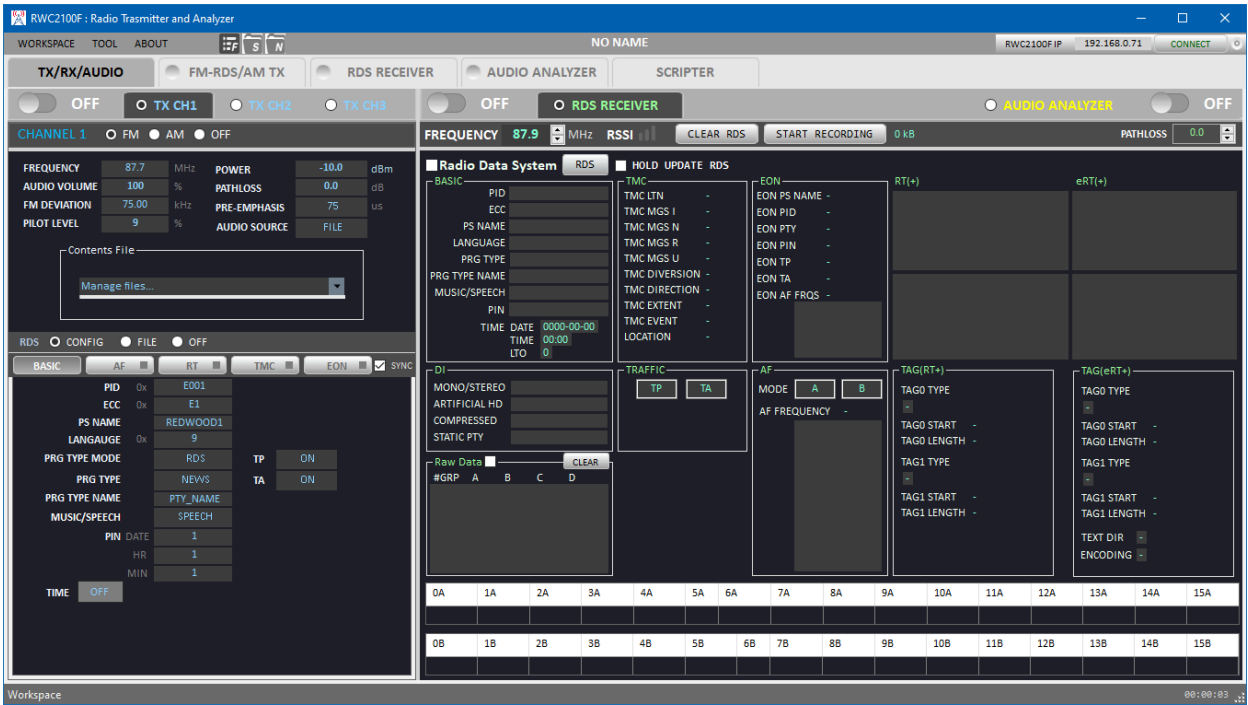 RWC2100F : Radio Trasmitter and Analyzer
WORKSPACE TOOL ABOUT F S N NO NAME RWC2100F IP 192.168.0.71 CONNECT
TX/RX/AUDIO FM-RDS/AM TX RDS RECEIVER AUDIO ANALYZER SCRIPTER
OFF TX CH1 TX CH2 TX CH3
CHANNEL 1 FM AM OFF
FREQUENCY 87.7 MHz POWER -10.0 dBm
AUDIO VOLUME 100 % PATHLOSS 0.0 dB
FM DEVIATION 75.00 kHz PRE-EMPHASIS 75 us
PILOT LEVEL 9 % AUDIO SOURCE FILE
Contents File
Manage files...
RDS CONFIG FILE OFF
BASIC AF RT TMC EON SYNC
PID 0x E001
ECC 0x E1
PS NAME REDWOOD1
LANGAUGE 0x 9
PRG TYPE MODE RDS TP ON
PRG TYPE NEWS TA ON
PRG TYPE NAME PTY_NAME
MUSIC/SPEECH SPEECH
PIN DATE 1
HR 1
MIN 1
TIME OFF
OFF RDS RECEIVER AUDIO ANALYZER OFF
FREQUENCY 87.9 MHz RSSI CLEAR RDS START RECORDING 0 kB PATHLOSS 0.0
Radio Data System RDS HOLD UPDATE RDS
BASIC
PID
ECC
PS NAME
LANGUAGE
PRG TYPE
PRG TYPE NAME
MUSIC/SPEECH
PIN
TIME DATE 0000-00-00
TIME 00:00
LTO 0
TMC
TMC LTN -
TMC MGS I -
TMC MGS N -
TMC MGS R -
TMC MGS U -
TMC DIVERSION -
TMC DIRECTION -
TMC EXTENT -
TMC EVENT -
LOCATION -
EON
EON PS NAME -
EON PID -
EON PTY -
EON PIN -
EON TP -
EON TA -
EON AF FRQS -
RT(+) eRT(+)
DI
MONO/STEREO
ARTIFICIAL HD
COMPRESSED
STATIC PTY
TRAFFIC
TP TA
AF
MODE A B
AF FREQUENCY -
Raw Data CLEAR
#GRP A B C D
TAG(RT+)
TAG0 TYPE
-
TAG0 START -
TAG0 LENGTH -
TAG1 TYPE
-
TAG1 START -
TAG1 LENGTH -
TAG(eRT+)
TAG0 TYPE
-
TAG0 START -
TAG0 LENGTH -
TAG1 TYPE
-
TAG1 START -
TAG1 LENGTH -
TEXT DIR -
ENCODING -
0A 1A 2A 3A 4A 5A 6A 7A 8A 9A 10A 11A 12A 13A 14A 15A
0B 1B 2B 3B 4B 5B 6B 7B 8B 9B 10B 11B 12B 13B 14B 15B
Workspace 00:00:03